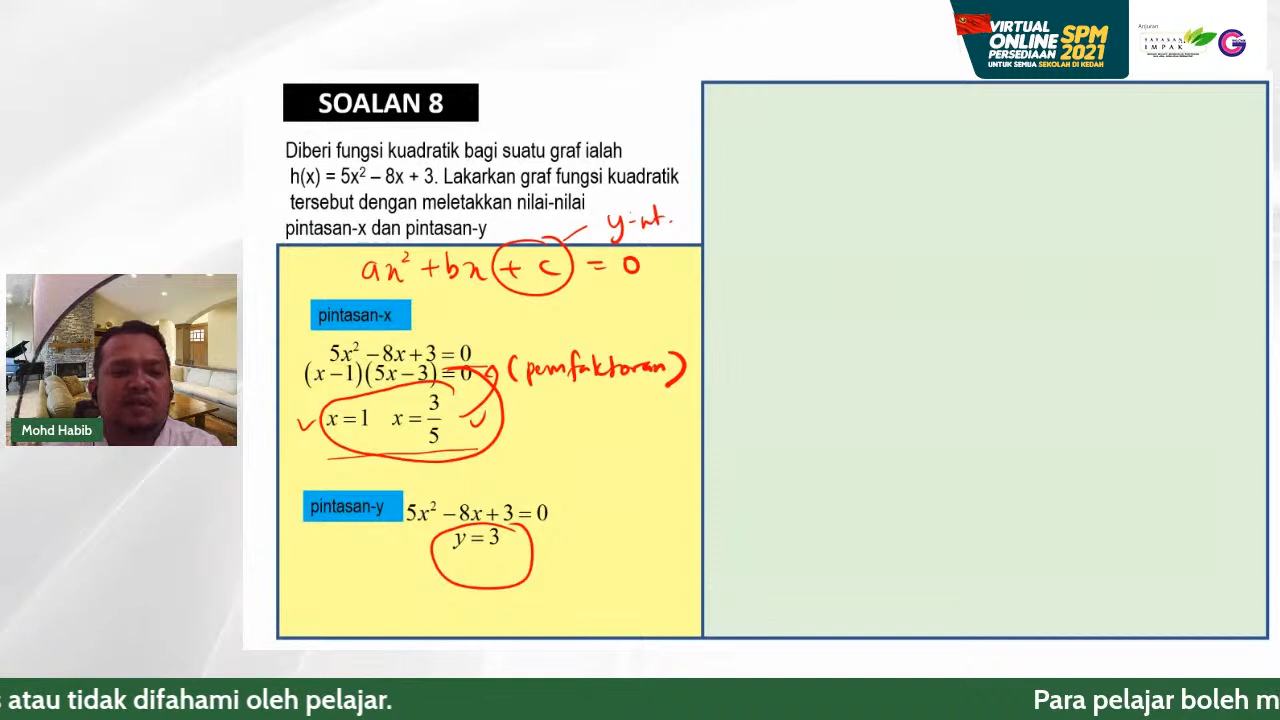 VIRTUAL
ONLINE
PERSEDIAAN
SPM
2021
UNTUK SEMUA SEKOLAH DI KEDAH
Anjuran
YAYASAN
IMPAK
G
SOALAN 8
Diberi fungsi kuadratik bagi suatu graf ialah
h(x) = 5x² – 8x + 3. Lakarkan graf fungsi kuadratik
tersebut dengan meletakkan nilai-nilai
pintasan-x dan pintasan-y
y-int.
ax² + bx + c = 0
pintasan-x
5x² − 8x + 3 = 0
(x − 1)(5x − 3) = 0 (pemfaktoran)
x = 1 x = 3/5
pintasan-y 5x² − 8x + 3 = 0
y = 3
Mohd Habib
s atau tidak difahami oleh pelajar. Para pelajar boleh m